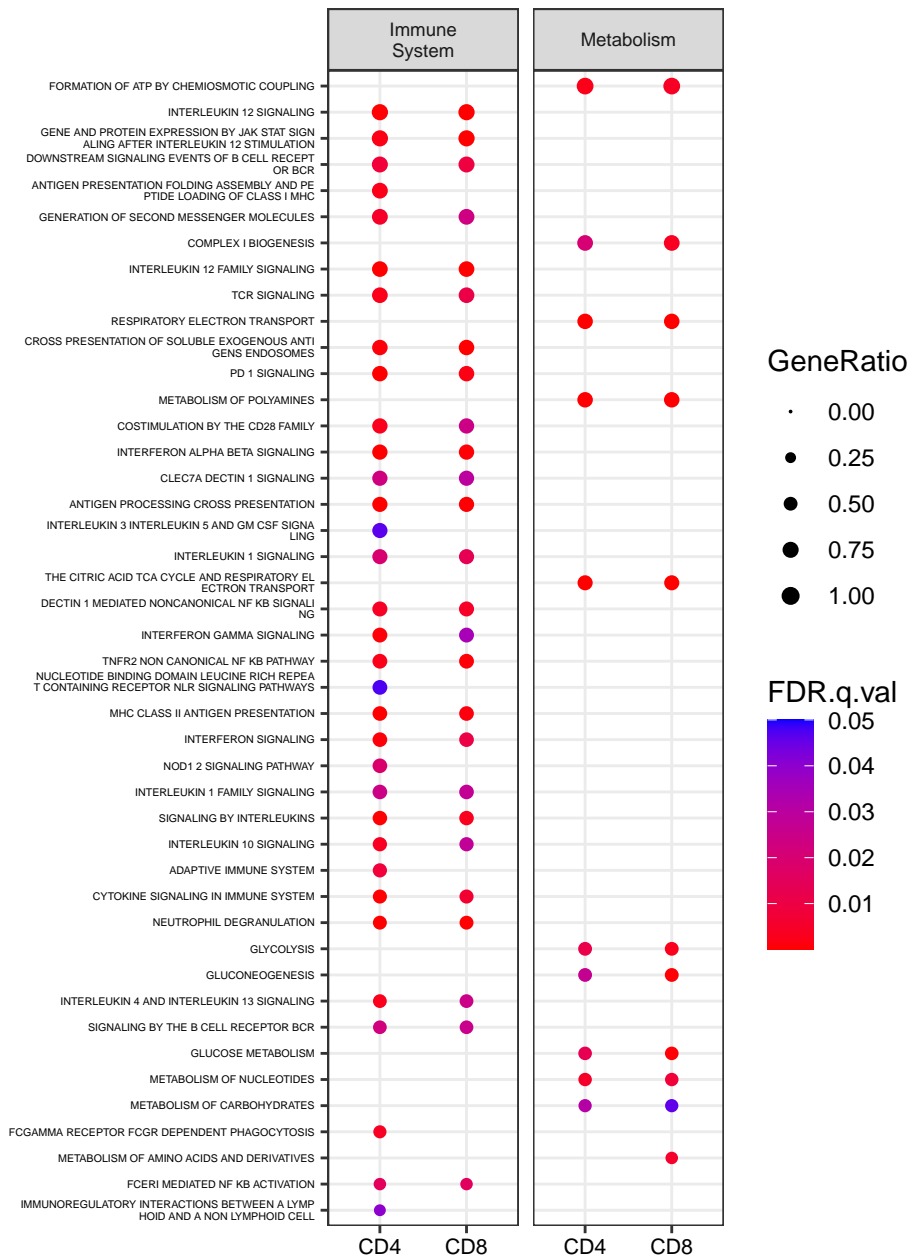 Immune
System
Metabolism
FORMATION OF ATP BY CHEMIOSMOTIC COUPLING
INTERLEUKIN 12 SIGNALING
GENE AND PROTEIN EXPRESSION BY JAK STAT SIGN
ALING AFTER INTERLEUKIN 12 STIMULATION
DOWNSTREAM SIGNALING EVENTS OF B CELL RECEPT
OR BCR
ANTIGEN PRESENTATION FOLDING ASSEMBLY AND PE
PTIDE LOADING OF CLASS I MHC
GENERATION OF SECOND MESSENGER MOLECULES
COMPLEX I BIOGENESIS
INTERLEUKIN 12 FAMILY SIGNALING
TCR SIGNALING
RESPIRATORY ELECTRON TRANSPORT
CROSS PRESENTATION OF SOLUBLE EXOGENOUS ANTI
GENS ENDOSOMES
PD 1 SIGNALING
METABOLISM OF POLYAMINES
COSTIMULATION BY THE CD28 FAMILY
INTERFERON ALPHA BETA SIGNALING
CLEC7A DECTIN 1 SIGNALING
ANTIGEN PROCESSING CROSS PRESENTATION
INTERLEUKIN 3 INTERLEUKIN 5 AND GM CSF SIGNA
LING
INTERLEUKIN 1 SIGNALING
THE CITRIC ACID TCA CYCLE AND RESPIRATORY EL
ECTRON TRANSPORT
DECTIN 1 MEDIATED NONCANONICAL NF KB SIGNALI
NG
INTERFERON GAMMA SIGNALING
TNFR2 NON CANONICAL NF KB PATHWAY
NUCLEOTIDE BINDING DOMAIN LEUCINE RICH REPEA
T CONTAINING RECEPTOR NLR SIGNALING PATHWAYS
MHC CLASS II ANTIGEN PRESENTATION
INTERFERON SIGNALING
NOD1 2 SIGNALING PATHWAY
INTERLEUKIN 1 FAMILY SIGNALING
SIGNALING BY INTERLEUKINS
INTERLEUKIN 10 SIGNALING
ADAPTIVE IMMUNE SYSTEM
CYTOKINE SIGNALING IN IMMUNE SYSTEM
NEUTROPHIL DEGRANULATION
GLYCOLYSIS
GLUCONEOGENESIS
INTERLEUKIN 4 AND INTERLEUKIN 13 SIGNALING
SIGNALING BY THE B CELL RECEPTOR BCR
GLUCOSE METABOLISM
METABOLISM OF NUCLEOTIDES
METABOLISM OF CARBOHYDRATES
FCGAMMA RECEPTOR FCGR DEPENDENT PHAGOCYTOSIS
METABOLISM OF AMINO ACIDS AND DERIVATIVES
FCERI MEDIATED NF KB ACTIVATION
IMMUNOREGULATORY INTERACTIONS BETWEEN A LYMP
HOID AND A NON LYMPHOID CELL
CD4
CD8
CD4
CD8
GeneRatio
0.00
0.25
0.50
0.75
1.00
FDR.q.val
0.05
0.04
0.03
0.02
0.01